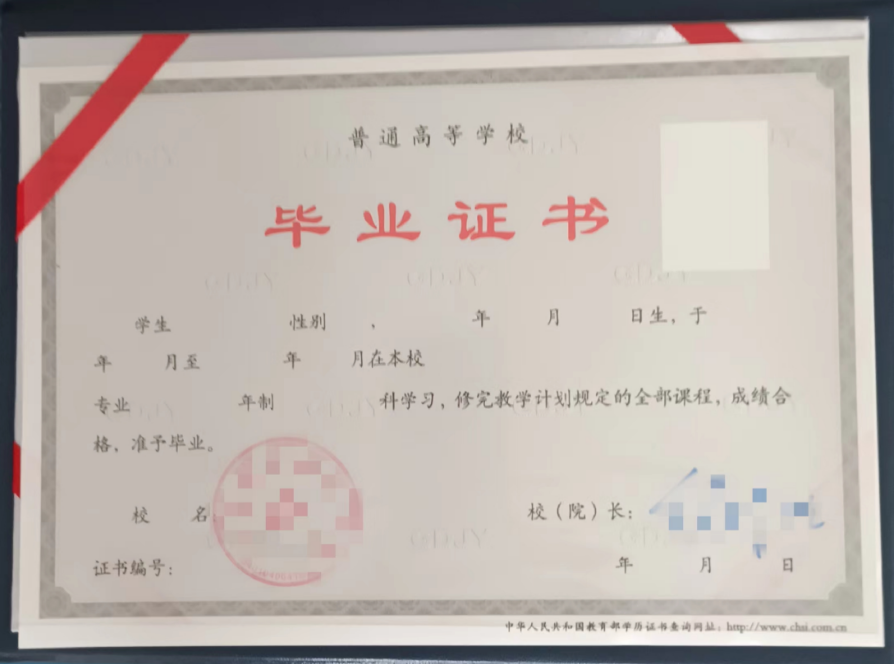 普通高等学校
毕业证书
学生 性别 , 年 月 日生，于
年 月至 年 月在本校
专业 年制 科学习，修完教学计划规定的全部课程，成绩合
格，准予毕业。
校 名: 校（院）长:
证书编号: 年 月 日
中华人民共和国教育部学历证书查询网址: http://www.chsi.com.cn